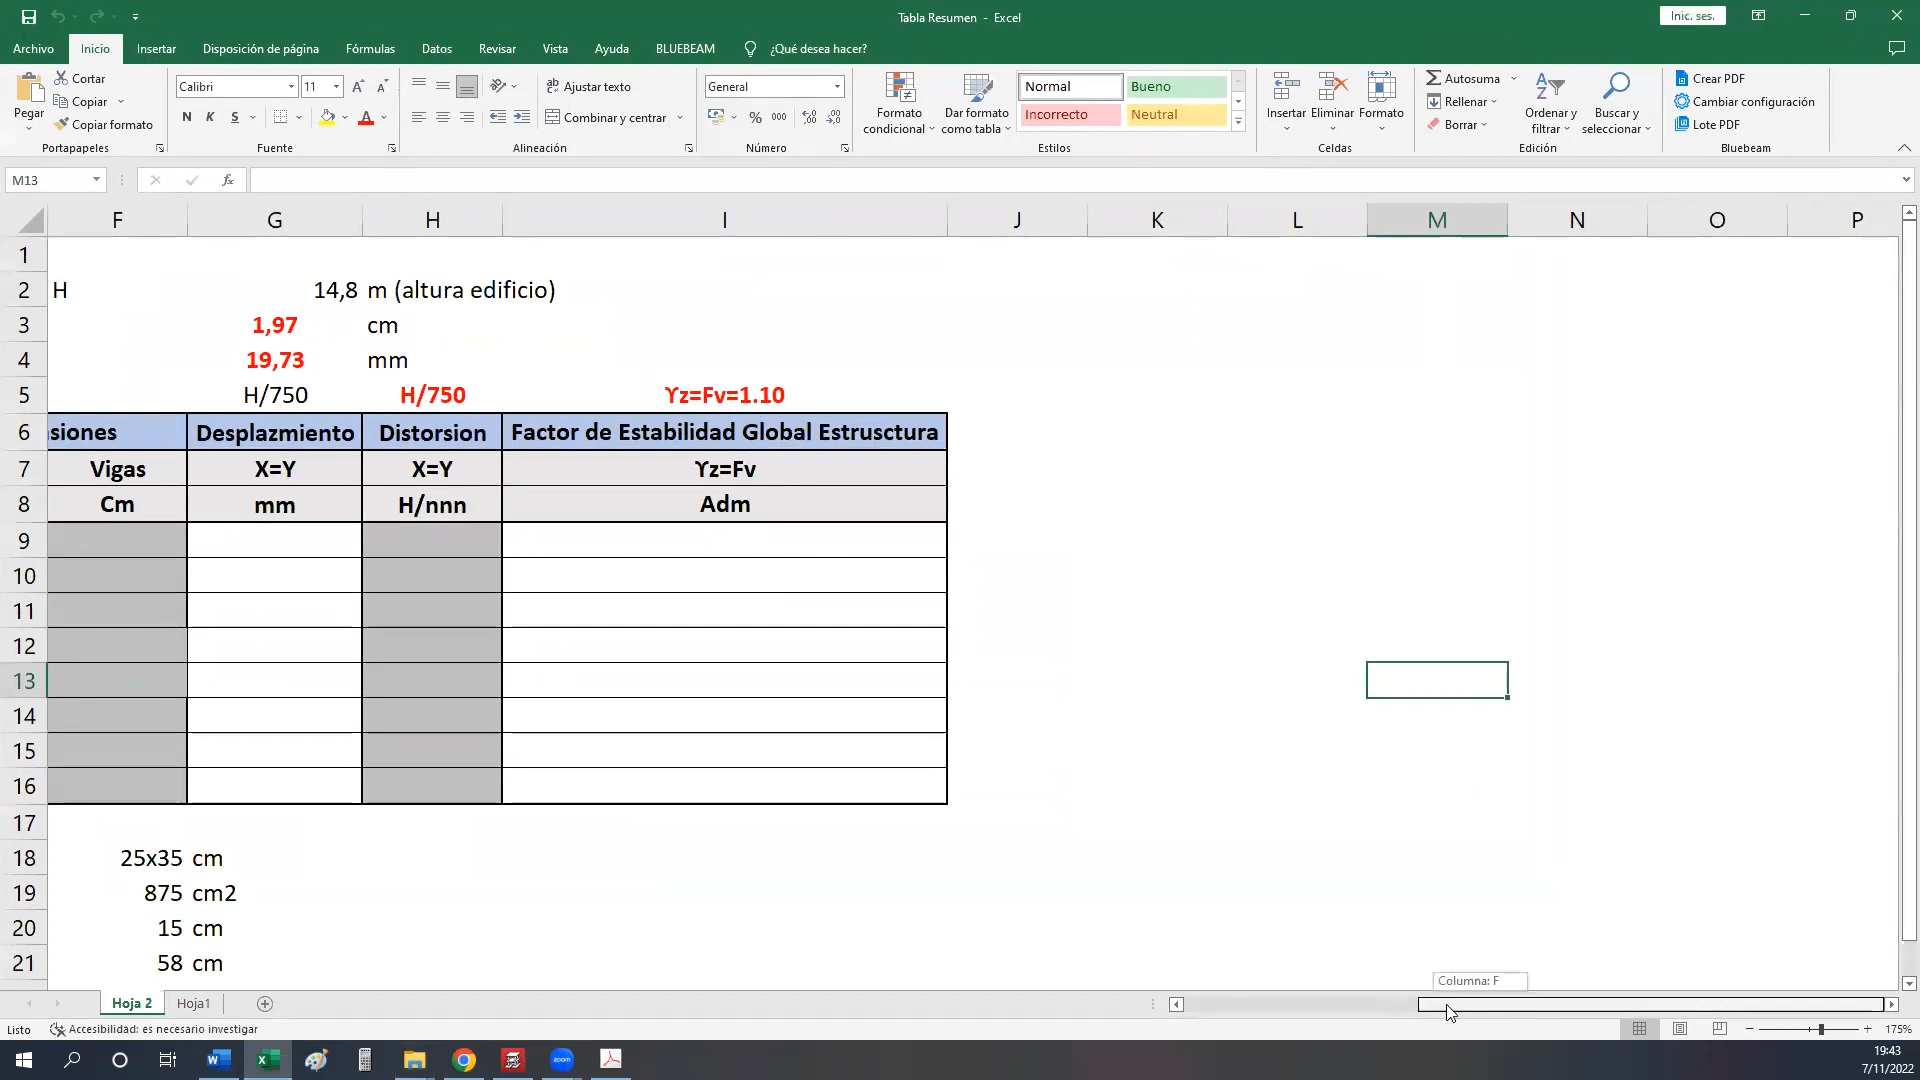 Tabla Resumen - Excel
Inic. ses.
Archivo Inicio Insertar Disposición de página Fórmulas Datos Revisar Vista Ayuda BLUEBEAM ¿Qué desea hacer?
Pegar
Cortar
Copiar
Copiar formato
Portapapeles
Calibri 11
N K S
Fuente
Ajustar texto
Combinar y centrar
Alineación
General
% 000
Número
Formato condicional
Dar formato como tabla
Normal Bueno
Incorrecto Neutral
Estilos
Insertar Eliminar Formato
Celdas
Autosuma
Rellenar
Borrar
Ordenar y filtrar
Buscar y seleccionar
Edición
Crear PDF
Cambiar configuración
Lote PDF
Bluebeam
M13 fx
F G H I J K L M N O P
1
2 H 14,8 m (altura edificio)
3 1,97 cm
4 19,73 mm
5 H/750 H/750 ϒz=Fv=1.10
6 siones Desplazmiento Distorsion Factor de Estabilidad Global Estrusctura
7 Vigas X=Y X=Y ϒz=Fv
8 Cm mm H/nnn Adm
9
10
11
12
13
14
15
16
17
18 25x35 cm
19 875 cm2
20 15 cm
21 58 cm
Columna: F
Hoja 2 Hoja1
Listo Accesibilidad: es necesario investigar 175%
zoom
19:43
7/11/2022